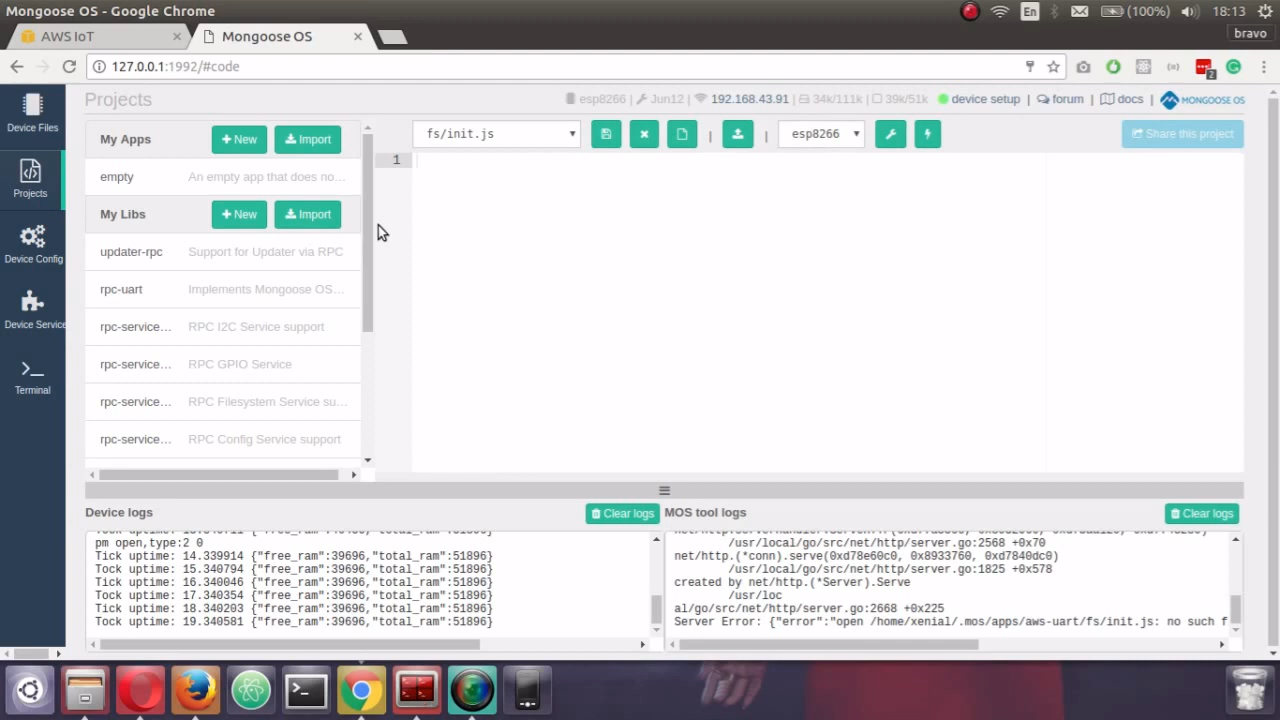 Mongoose OS - Google Chrome
En
(100%)
18:13
AWS IoT
Mongoose OS
bravo
127.0.0.1:1992/#code
2
Device Files
Projects
Device Config
Device Service
Terminal
Projects
esp8266 | Jun12 | 192.168.43.91 | 34k/111k | 39k/51k
device setup | forum | docs
MONGOOSE OS
My Apps
+ New
Import
empty
An empty app that does no...
My Libs
+ New
Import
updater-rpc
Support for Updater via RPC
rpc-uart
Implements Mongoose OS...
rpc-service...
RPC I2C Service support
rpc-service...
RPC GPIO Service
rpc-service...
RPC Filesystem Service su...
rpc-service...
RPC Config Service support
fs/init.js
|
|
esp8266
Share this project
1
Device logs
Clear logs
pm open,type:2 0
Tick uptime: 14.339914 {"free_ram":39696,"total_ram":51896}
Tock uptime: 15.340794 {"free_ram":39696,"total_ram":51896}
Tick uptime: 16.340046 {"free_ram":39696,"total_ram":51896}
Tock uptime: 17.340354 {"free_ram":39696,"total_ram":51896}
Tick uptime: 18.340203 {"free_ram":39696,"total_ram":51896}
Tock uptime: 19.340581 {"free_ram":39696,"total_ram":51896}
MOS tool logs
Clear logs
/usr/local/go/src/net/http/server.go:2568 +0x70
net/http.(*conn).serve(0xd78e60c0, 0x8933760, 0xd7840dc0)
/usr/local/go/src/net/http/server.go:1825 +0x578
created by net/http.(*Server).Serve
/usr/loc
al/go/src/net/http/server.go:2668 +0x225
Server Error: {"error":"open /home/xenial/.mos/apps/aws-uart/fs/init.js: no such f